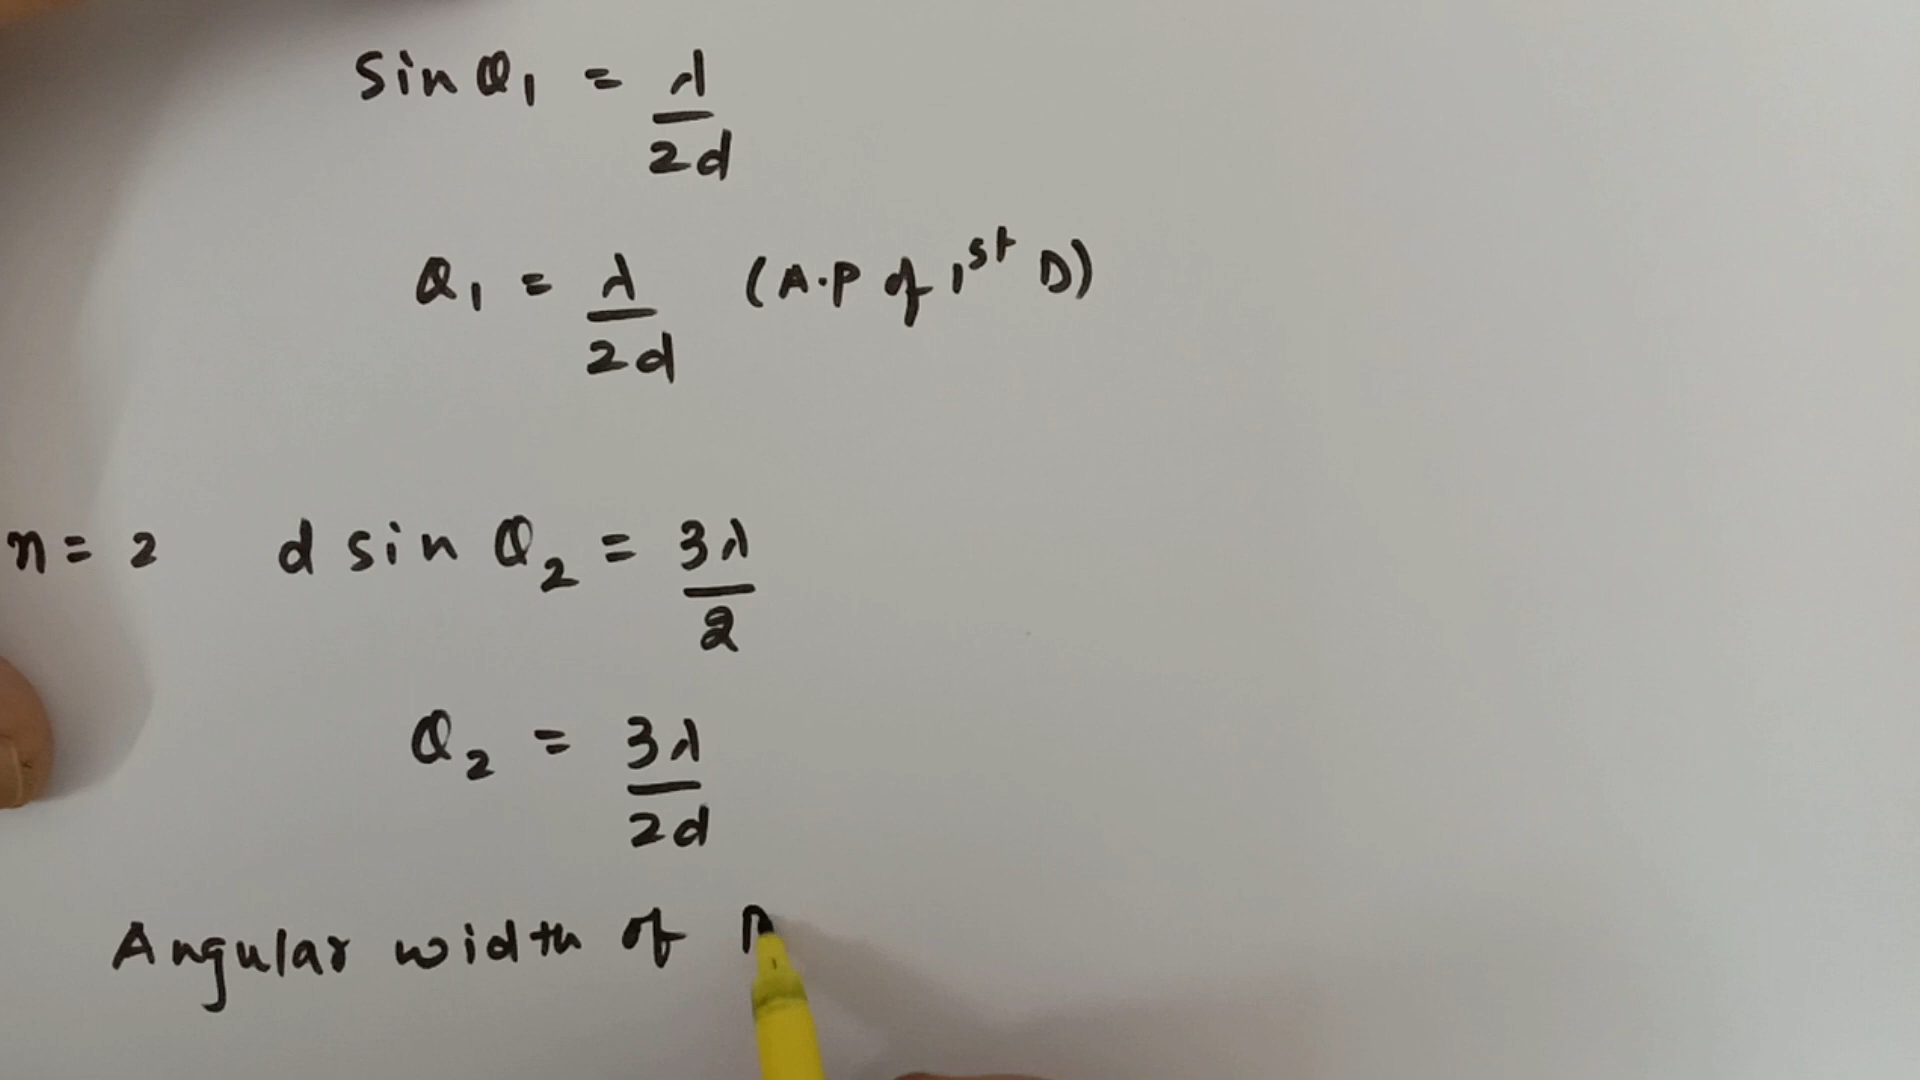 Sin θ₁ = λ/2d
θ₁ = λ/2d (A.P of 1st D)
n = 2 d sin θ₂ = 3λ/2
θ₂ = 3λ/2d
Angular width of